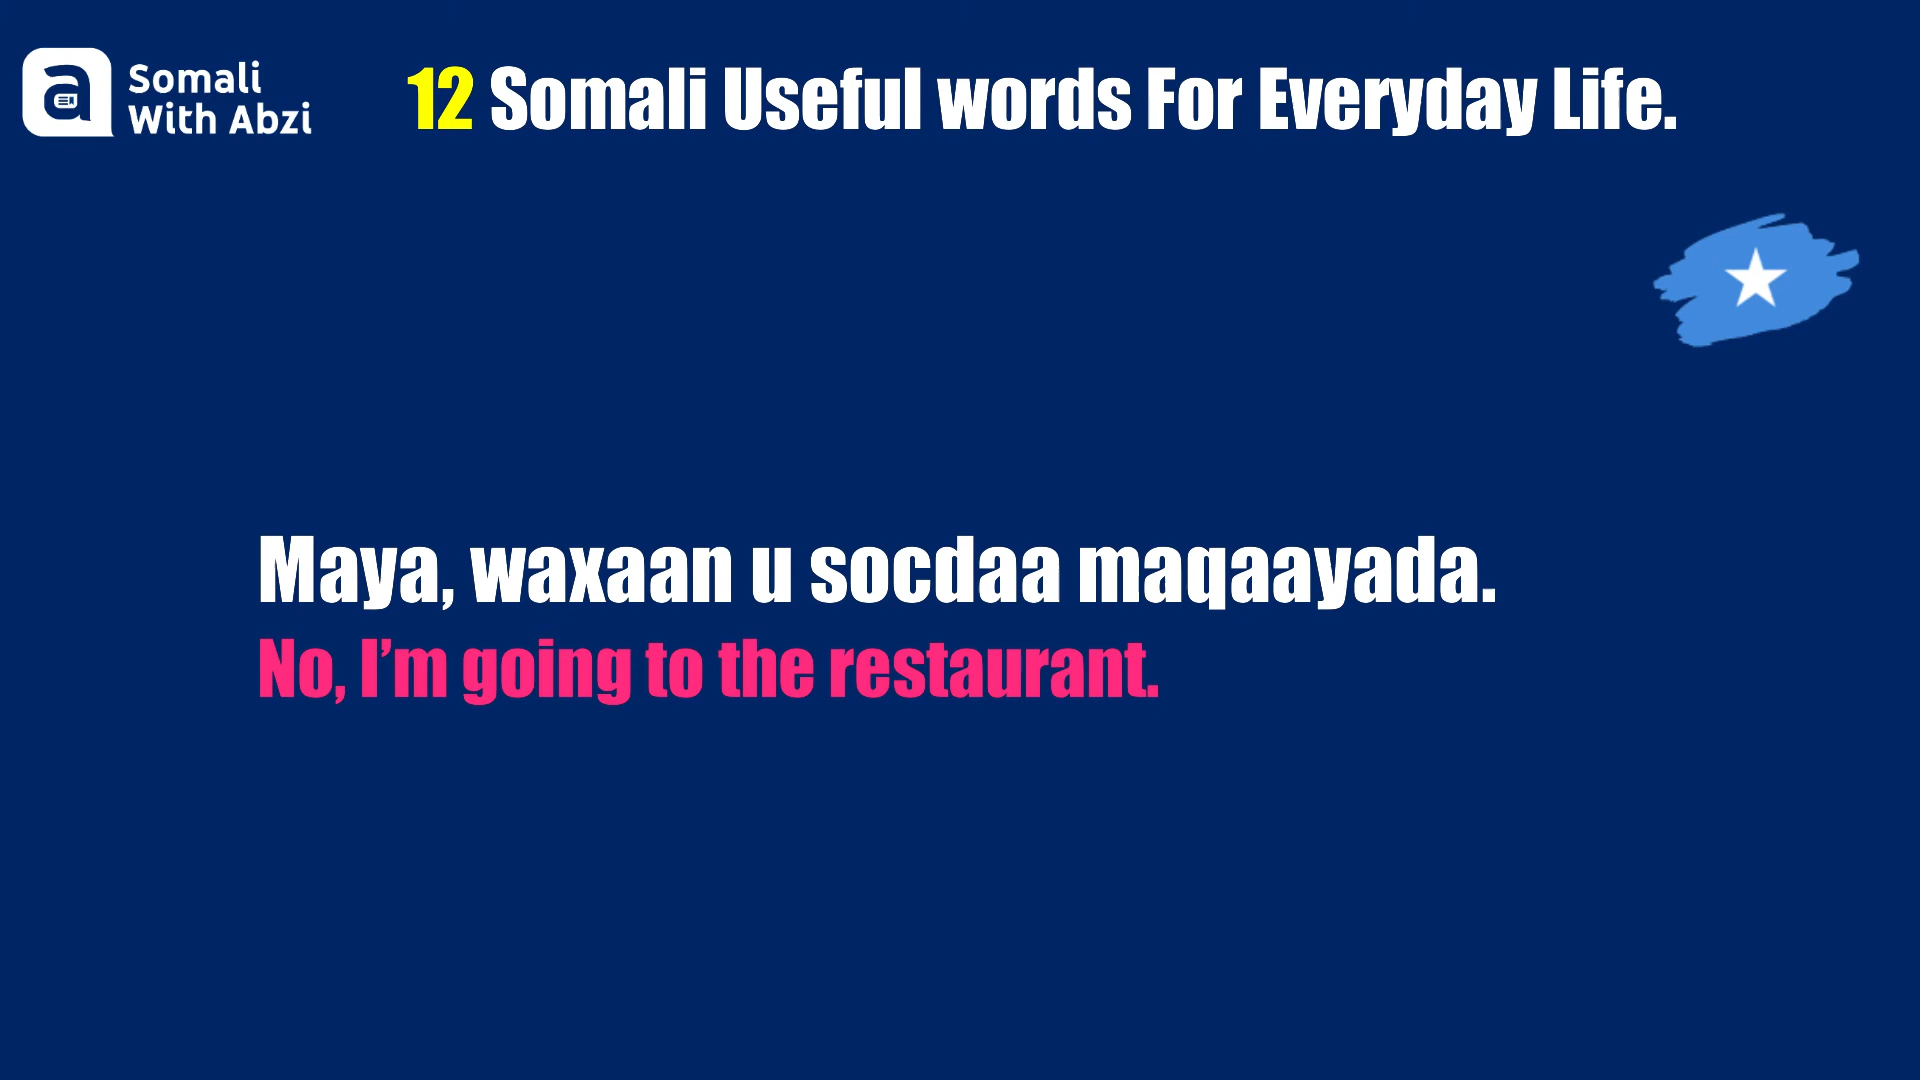 Somali
With Abzi
12 Somali Useful words For Everyday Life.
Maya, waxaan u socdaa maqaayada.
No, I’m going to the restaurant.